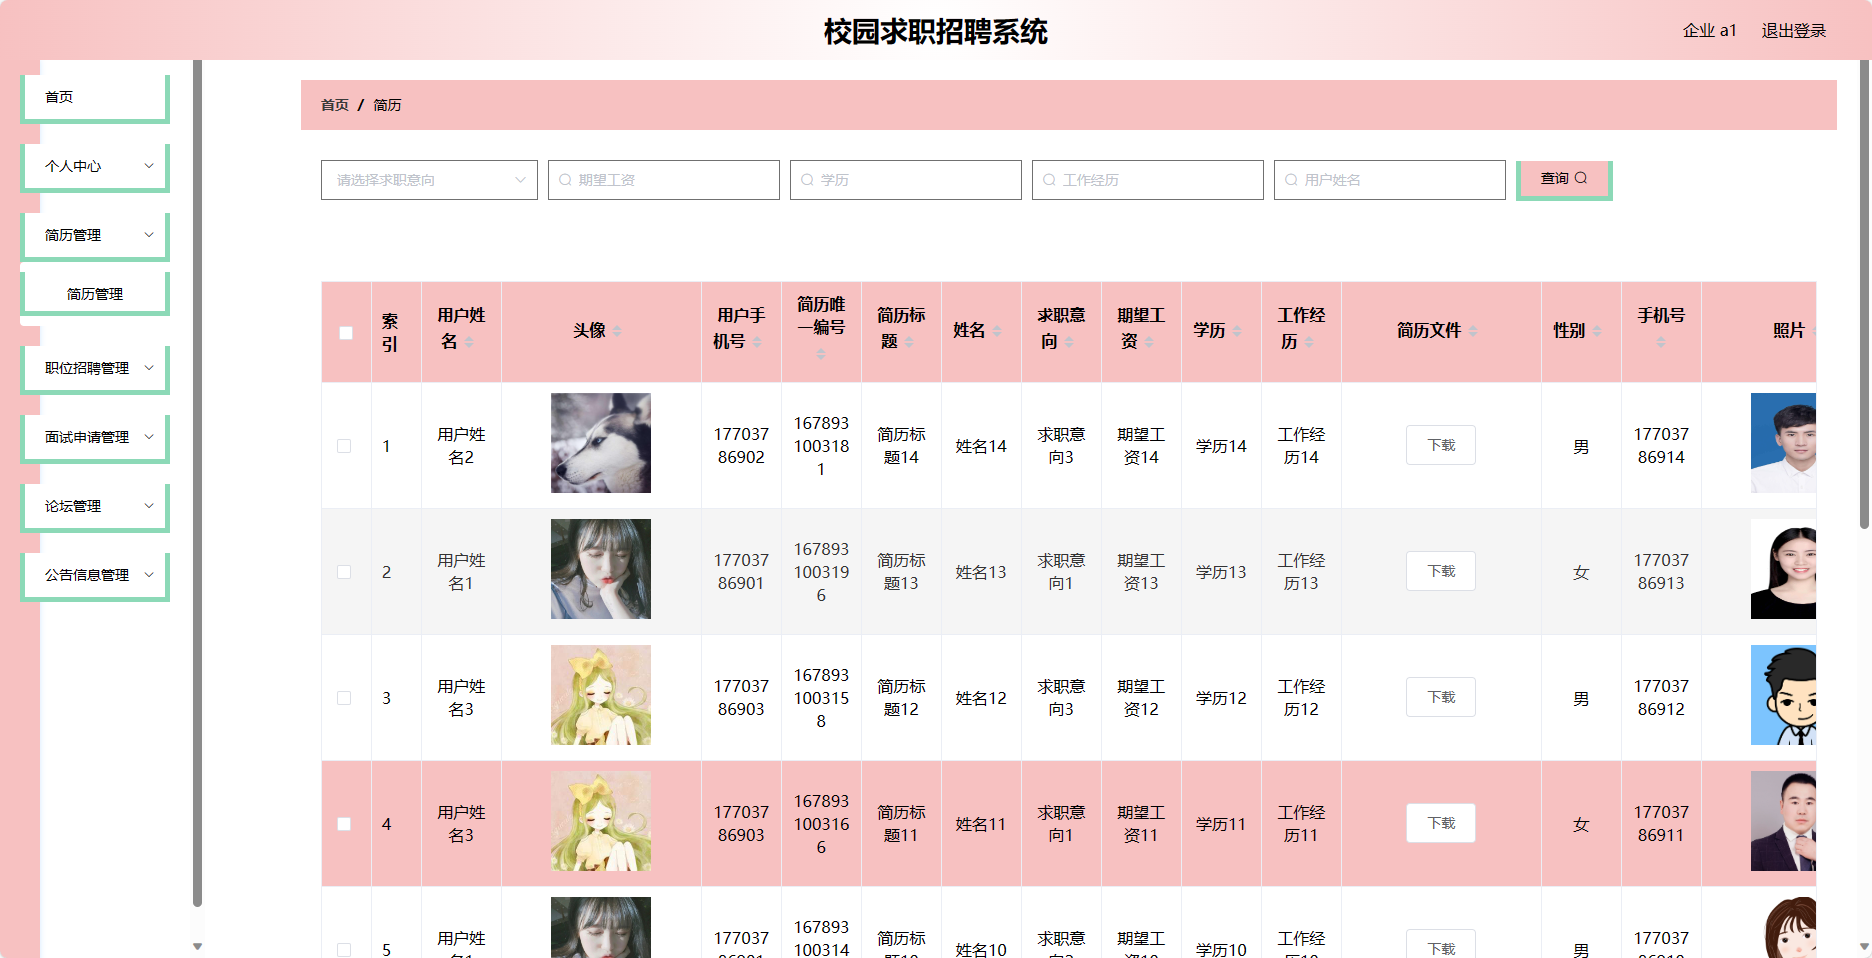 校园求职招聘系统
企业 a1 退出登录
首页
个人中心
简历管理
简历管理
职位招聘管理
面试申请管理
论坛管理
公告信息管理
首页 / 简历
请选择求职意向 期望工资 学历 工作经历 用户姓名 查询
索引 用户姓名 头像 用户手机号 简历唯一编号 简历标题 姓名 求职意向 期望工资 学历 工作经历 简历文件 性别 手机号 照片
1 用户姓名2 17703786902 1678931003181 简历标题14 姓名14 求职意向3 期望工资14 学历14 工作经历14 下载 男 17703786914
2 用户姓名1 17703786901 1678931003196 简历标题13 姓名13 求职意向1 期望工资13 学历13 工作经历13 下载 女 17703786913
3 用户姓名3 17703786903 1678931003158 简历标题12 姓名12 求职意向3 期望工资12 学历12 工作经历12 下载 男 17703786912
4 用户姓名3 17703786903 1678931003166 简历标题11 姓名11 求职意向1 期望工资11 学历11 工作经历11 下载 女 17703786911
5 用户姓 177037 167893100314 简历标 姓名10 求职意 期望工 学历10 工作经 下载 男 177037